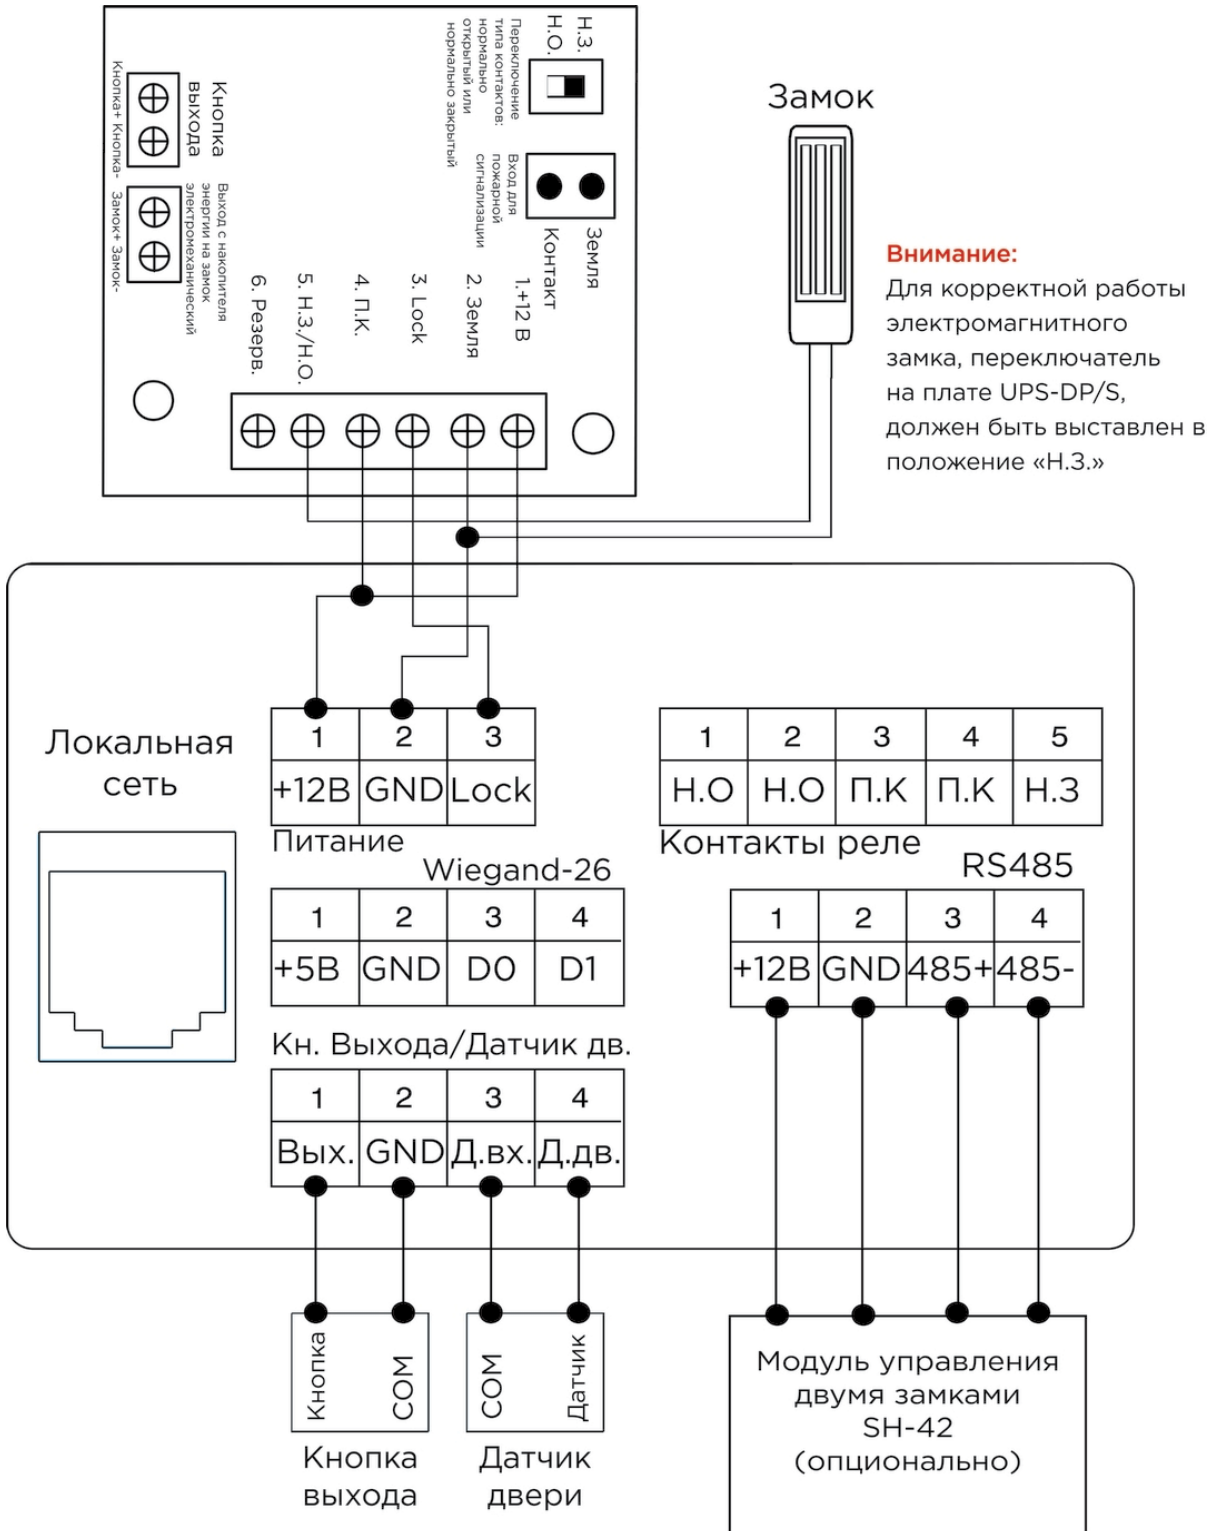 Н.О.
Н.З.
Переключение
типа контактов:
нормально
открытый или
нормально закрытый
Кнопка+ Кнопка-
Кнопка
выхода
Замок+ Замок-
Выход с накопителя
энергии на замок
электромеханический
Вход для
пожарной
сигнализации
Контакт
Земля
6. Резерв.
5. Н.З./Н.О.
4. П.К.
3. Lock
2. Земля
1.+12 В
Замок
Внимание:
Для корректной работы
электромагнитного
замка, переключатель
на плате UPS-DP/S,
должен быть выставлен в
положение «Н.З.»
Локальная
сеть
1 2 3
+12В GND Lock
Питание
1 2 3 4 5
Н.О Н.О П.К П.К Н.З
Контакты реле
Wiegand-26
1 2 3 4
+5В GND D0 D1
RS485
1 2 3 4
+12В GND 485+ 485-
Кн. Выхода/Датчик дв.
1 2 3 4
Вых. GND Д.вх. Д.дв.
Кнопка
COM
Кнопка
выхода
COM
Датчик
Датчик
двери
Модуль управления
двумя замками
SH-42
(опционально)